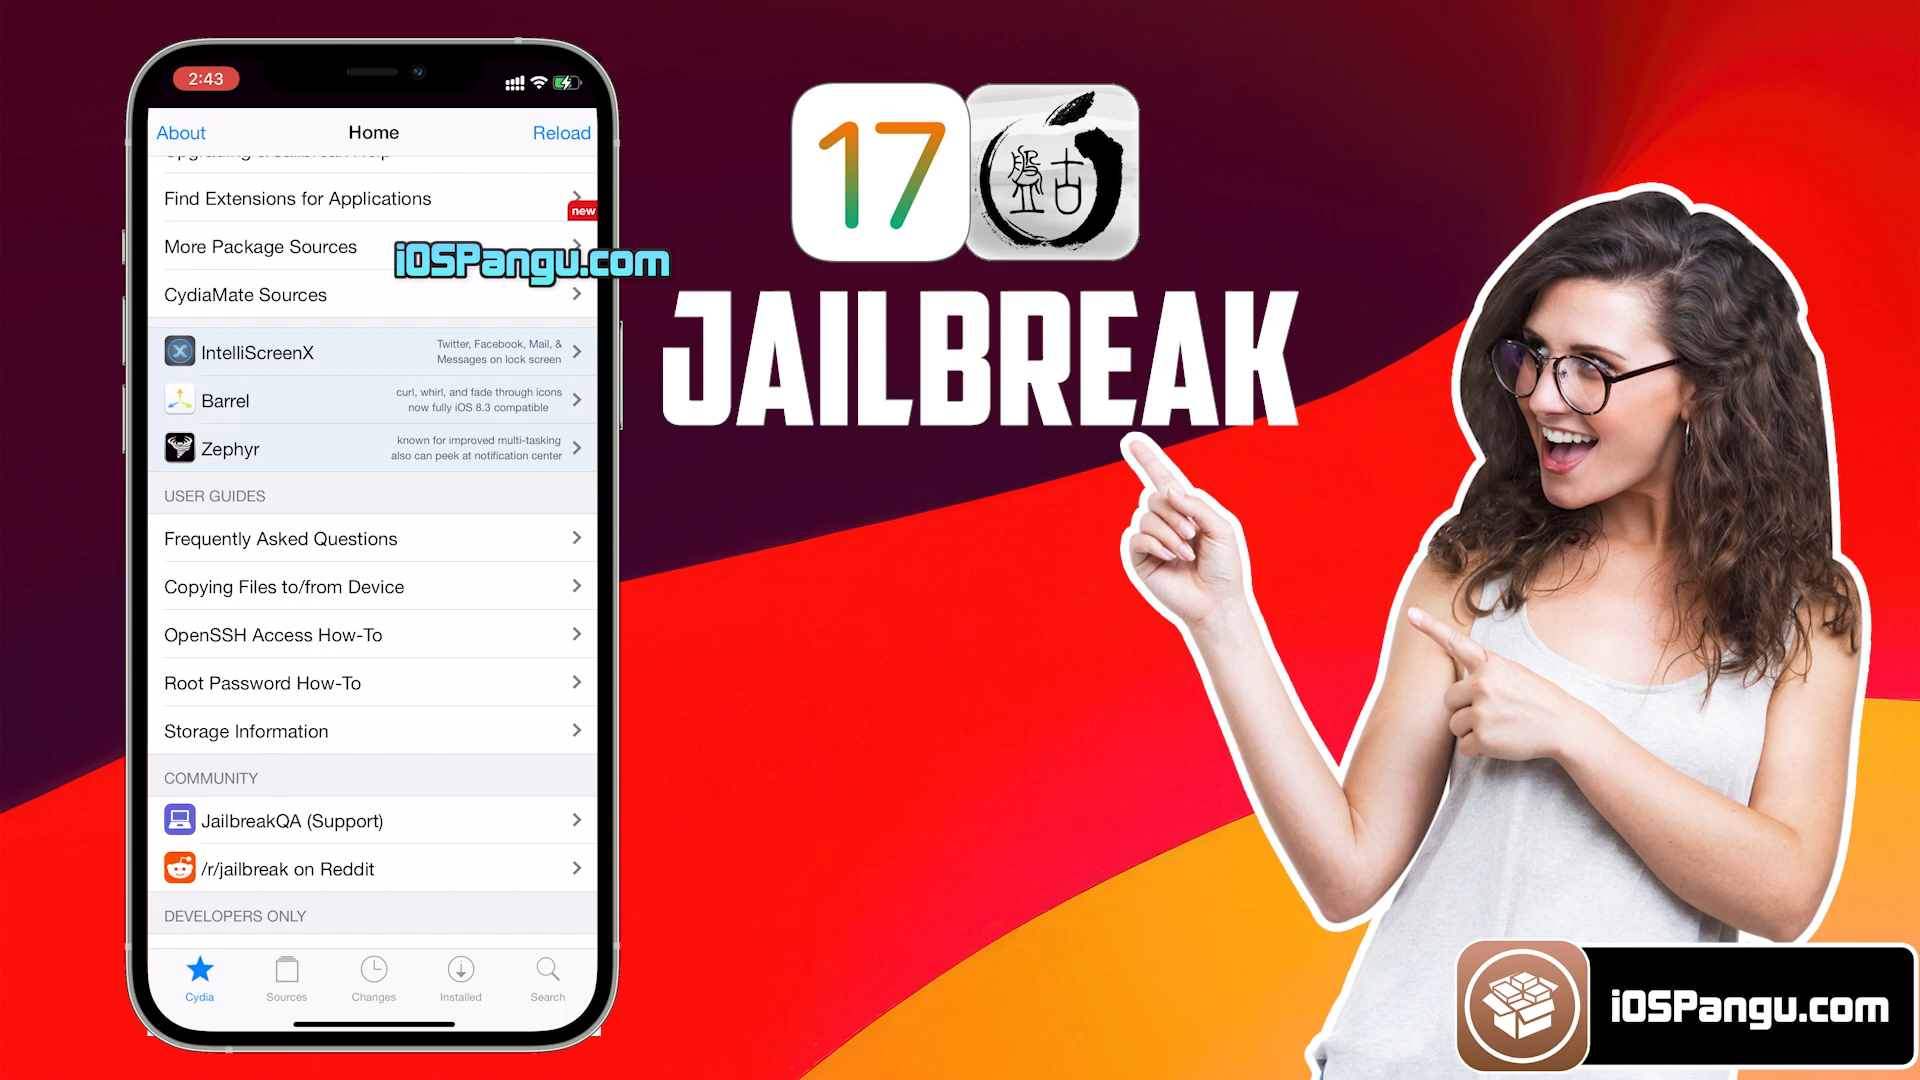 2:43
About
Home
Reload
Upgrading & Jailbreak Help
Find Extensions for Applications
new
More Package Sources
iOSPangu.com
CydiaMate Sources
IntelliScreenX
Twitter, Facebook, Mail, &
Messages on lock screen
Barrel
curl, whirl, and fade through icons
now fully iOS 8.3 compatible
Zephyr
known for improved multi-tasking
also can peek at notification center
USER GUIDES
Frequently Asked Questions
Copying Files to/from Device
OpenSSH Access How-To
Root Password How-To
Storage Information
COMMUNITY
JailbreakQA (Support)
/r/jailbreak on Reddit
DEVELOPERS ONLY
Cydia
Sources
Changes
Installed
Search
17
盤古
JAILBREAK
iOSPangu.com